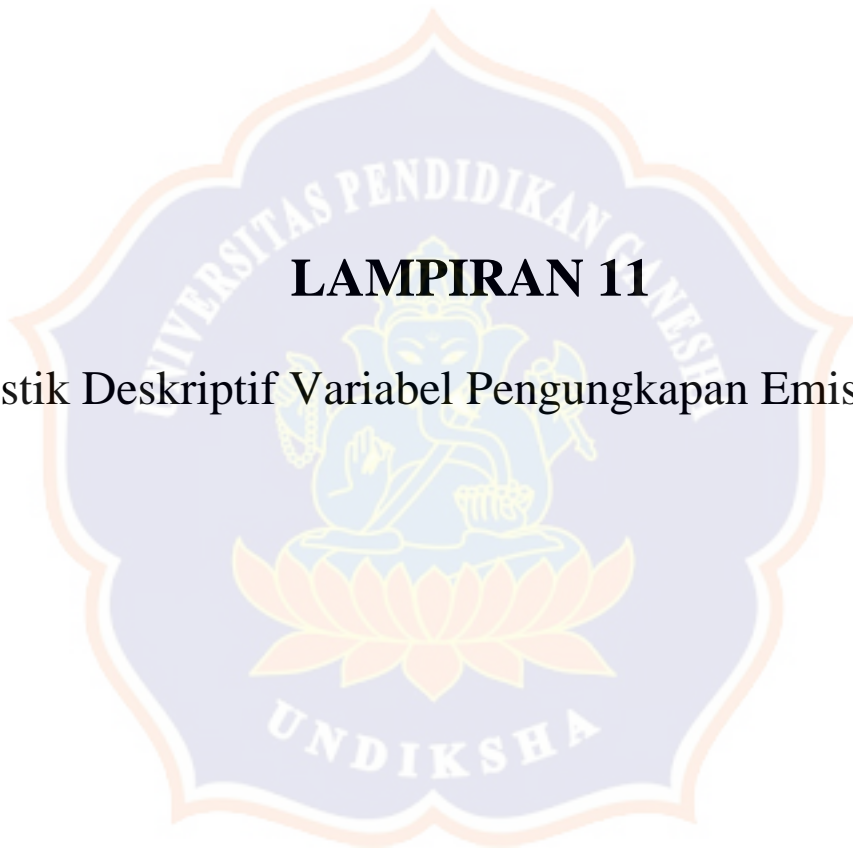 UNIVERSITAS PENDIDIKAN GANESHA
LAMPIRAN 11
stik Deskriptif Variabel Pengungkapan Emis
UNDIKSHA